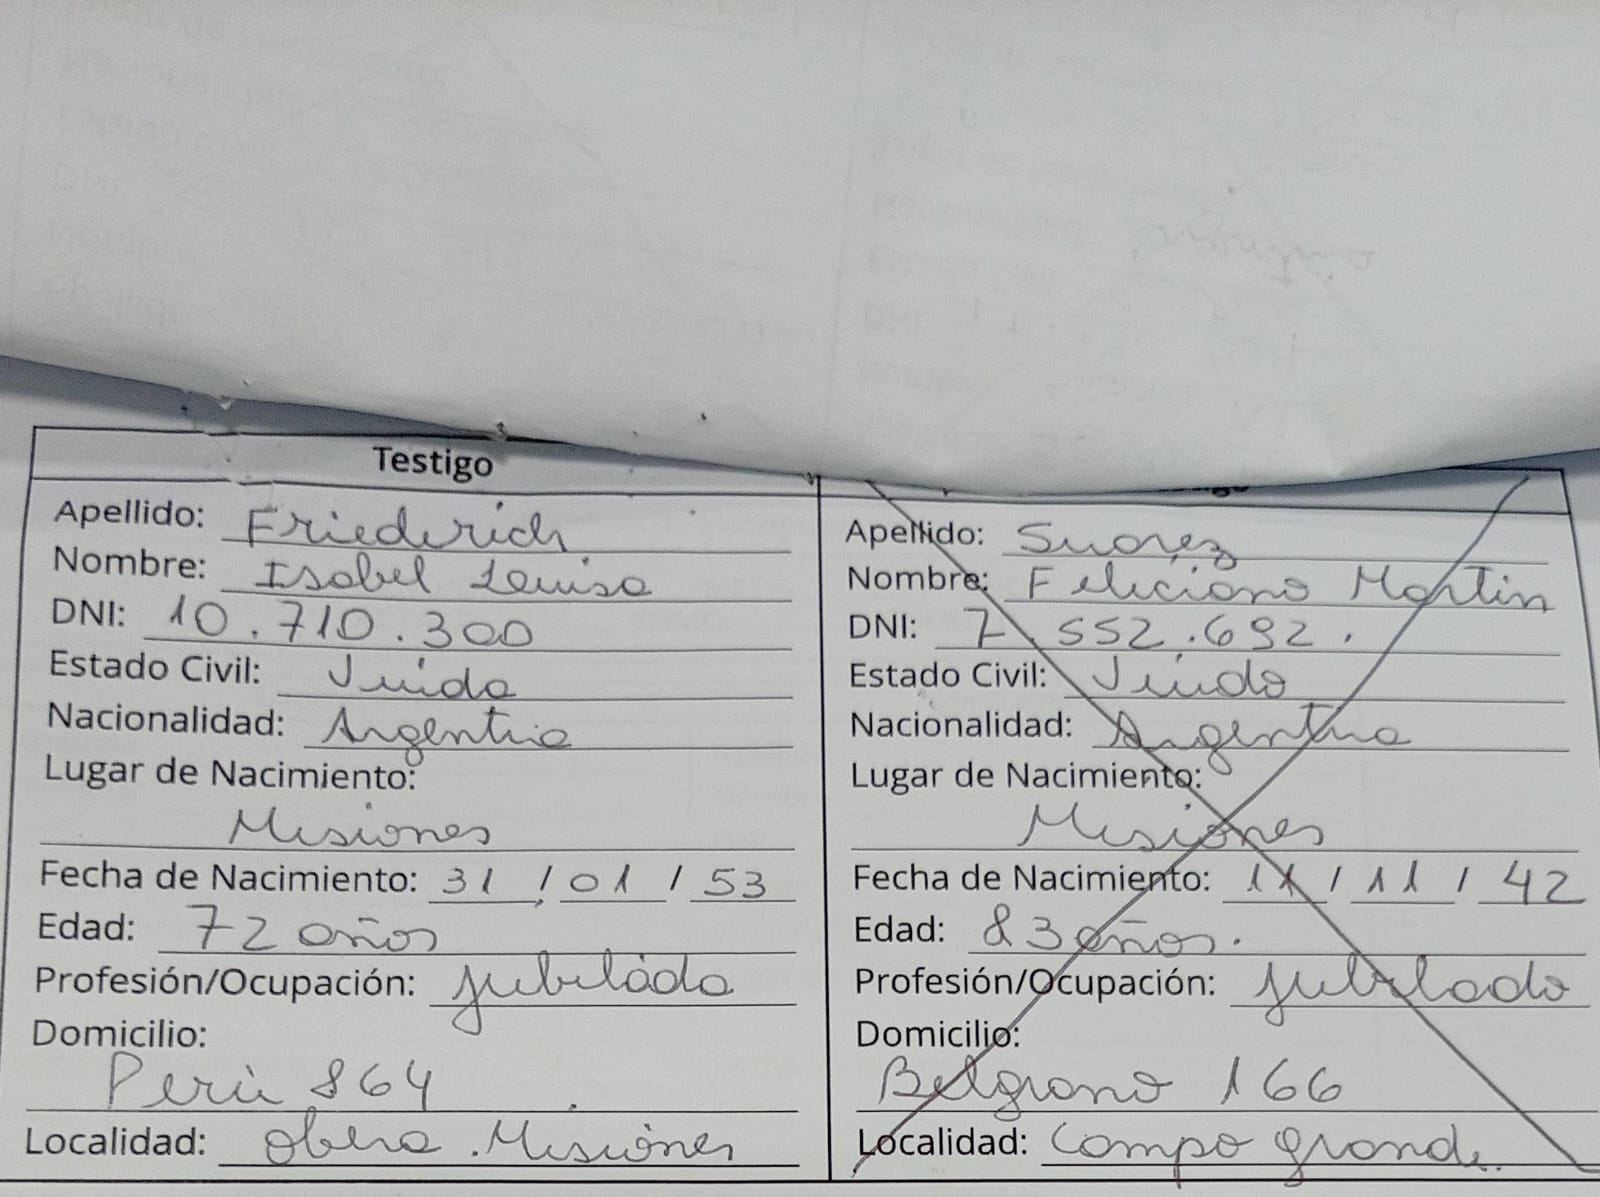 Testigo
Apellido: Friederich
Nombre: Isabel Louisa
DNI: 10.710.300
Estado Civil: Viuda
Nacionalidad: Argentina
Lugar de Nacimiento:
Misiones
Fecha de Nacimiento: 31 / 01 / 53
Edad: 72 años
Profesión/Ocupación: jubilada
Domicilio:
Perú 864
Localidad: Obera . Misiones
Apellido: Suarez
Nombre: Feliciano Martin
DNI: 7.552.692.
Estado Civil: Viudo
Nacionalidad: Argentina
Lugar de Nacimiento:
Misiones
Fecha de Nacimiento: 11 / 11 / 42
Edad: 83 años.
Profesión/Ocupación: jubilado
Domicilio:
Belgrano 166
Localidad: Campo grande.